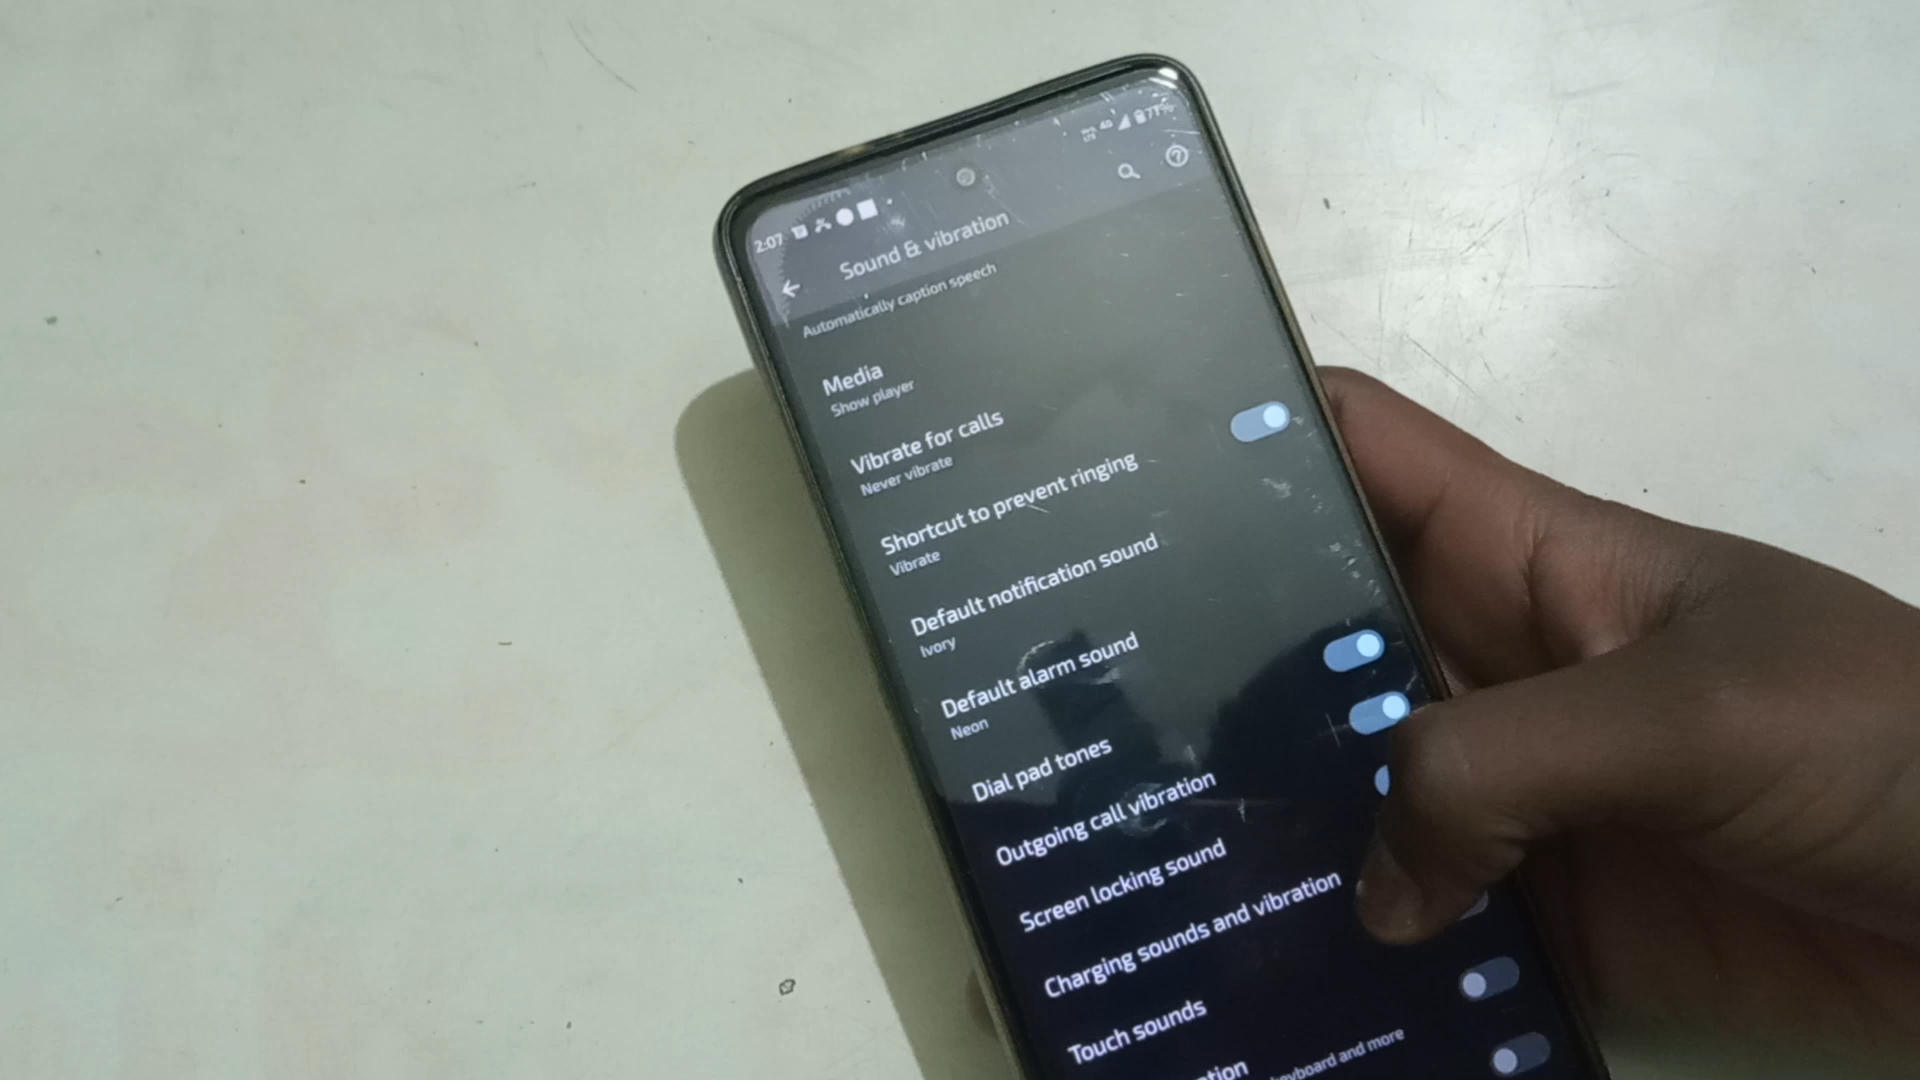 2:07
4G 77%
Sound & vibration
Automatically caption speech
Media
Show player
Vibrate for calls
Never vibrate
Shortcut to prevent ringing
Vibrate
Default notification sound
Ivory
Default alarm sound
Neon
Dial pad tones
Outgoing call vibration
Screen locking sound
Charging sounds and vibration
Touch sounds
and more